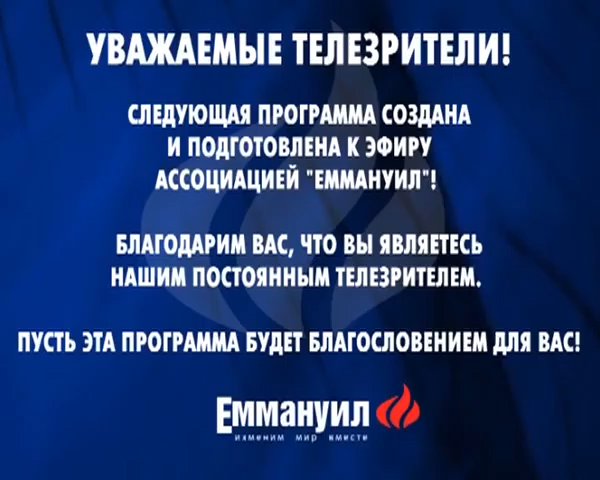 УВАЖАЕМЫЕ ТЕЛЕЗРИТЕЛИ!
СЛЕДУЮЩАЯ ПРОГРАММА СОЗДАНА
И ПОДГОТОВЛЕНА К ЭФИРУ
АССОЦИАЦИЕЙ "ЕММАНУИЛ"!
БЛАГОДАРИМ ВАС, ЧТО ВЫ ЯВЛЯЕТЕСЬ
НАШИМ ПОСТОЯННЫМ ТЕЛЕЗРИТЕЛЕМ.
ПУСТЬ ЭТА ПРОГРАММА БУДЕТ БЛАГОСЛОВЕНИЕМ ДЛЯ ВАС!
Еммануил
изменим мир вместе